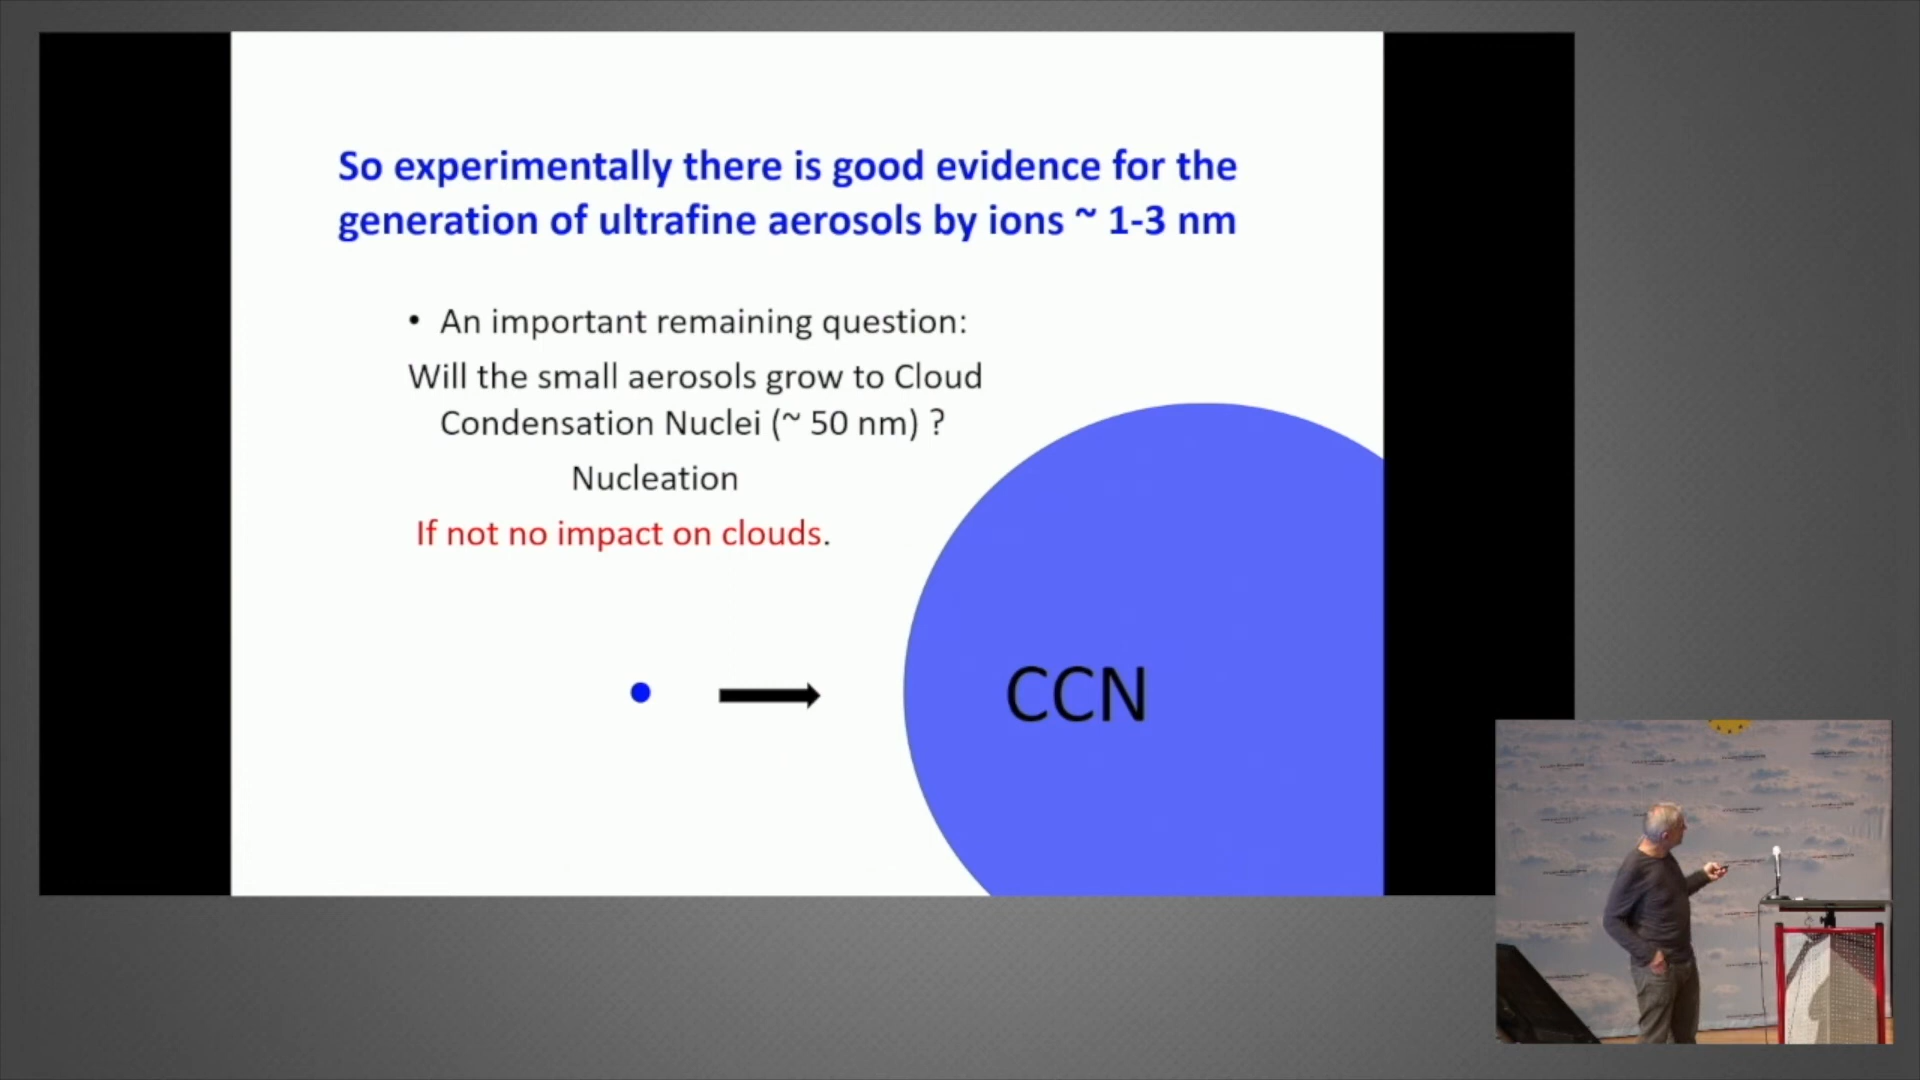 So experimentally there is good evidence for the
generation of ultrafine aerosols by ions ~ 1-3 nm
• An important remaining question:
Will the small aerosols grow to Cloud
Condensation Nuclei (~ 50 nm) ?
Nucleation
If not no impact on clouds.
CCN